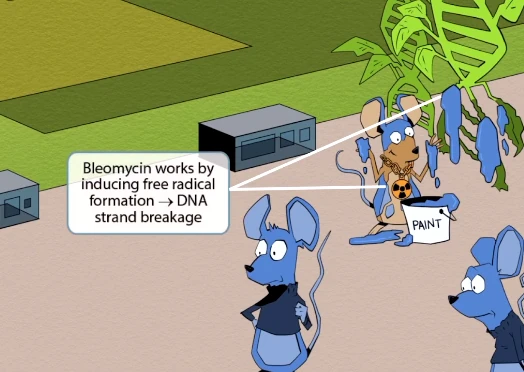 Bleomycin works by
inducing free radical
formation → DNA
strand breakage
PAINT